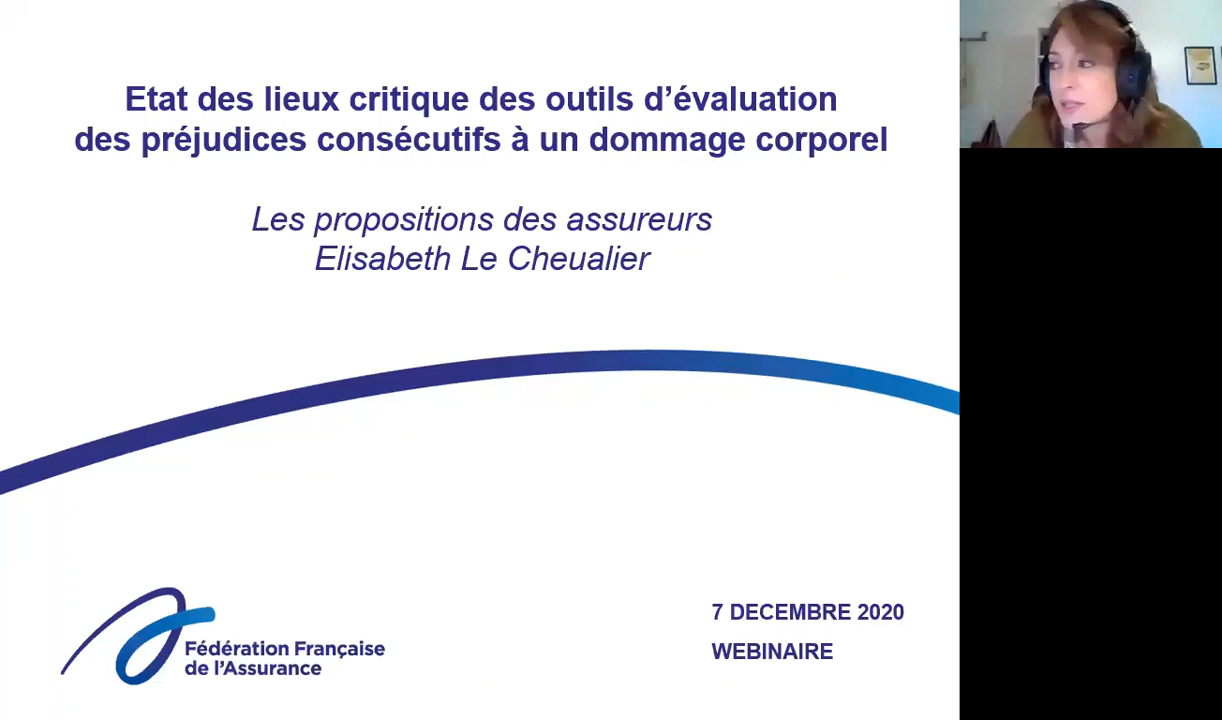 Etat des lieux critique des outils d’évaluation
des préjudices consécutifs à un dommage corporel
Les propositions des assureurs
Elisabeth Le Cheualier
Fédération Française
de l’Assurance
7 DECEMBRE 2020
WEBINAIRE